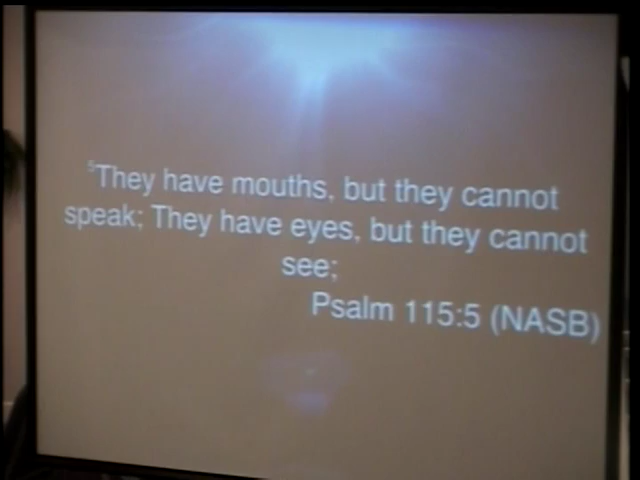 ⁵They have mouths, but they cannot
speak; They have eyes, but they cannot
see;
Psalm 115:5 (NASB)